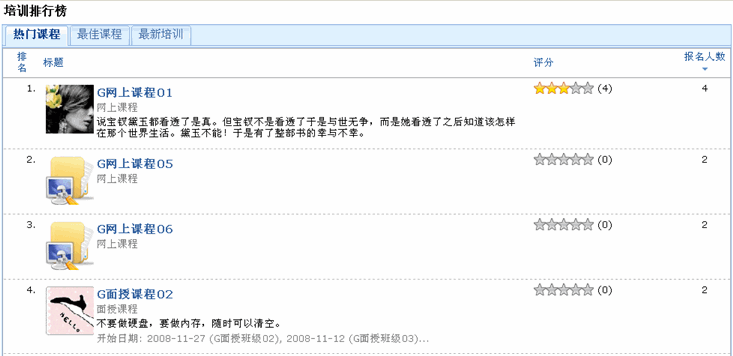 培训排行榜
热门课程 最佳课程 最新培训
排名 标题 评分 报名人数
1. G网上课程01 (4) 4
网上课程
说宝钗黛玉都看透了是真。但宝钗不是看透了于是与世无争，而是她看透了之后知道该怎样
在那个世界生活。黛玉不能！于是有了整部书的幸与不幸。
2. G网上课程05 (0) 2
网上课程
3. G网上课程06 (0) 2
网上课程
4. G面授课程02 (0) 2
面授课程
HELLO
不要做硬盘，要做内存，随时可以清空。
开始日期: 2008-11-27 (G面授班级02), 2008-11-12 (G面授班级03)...